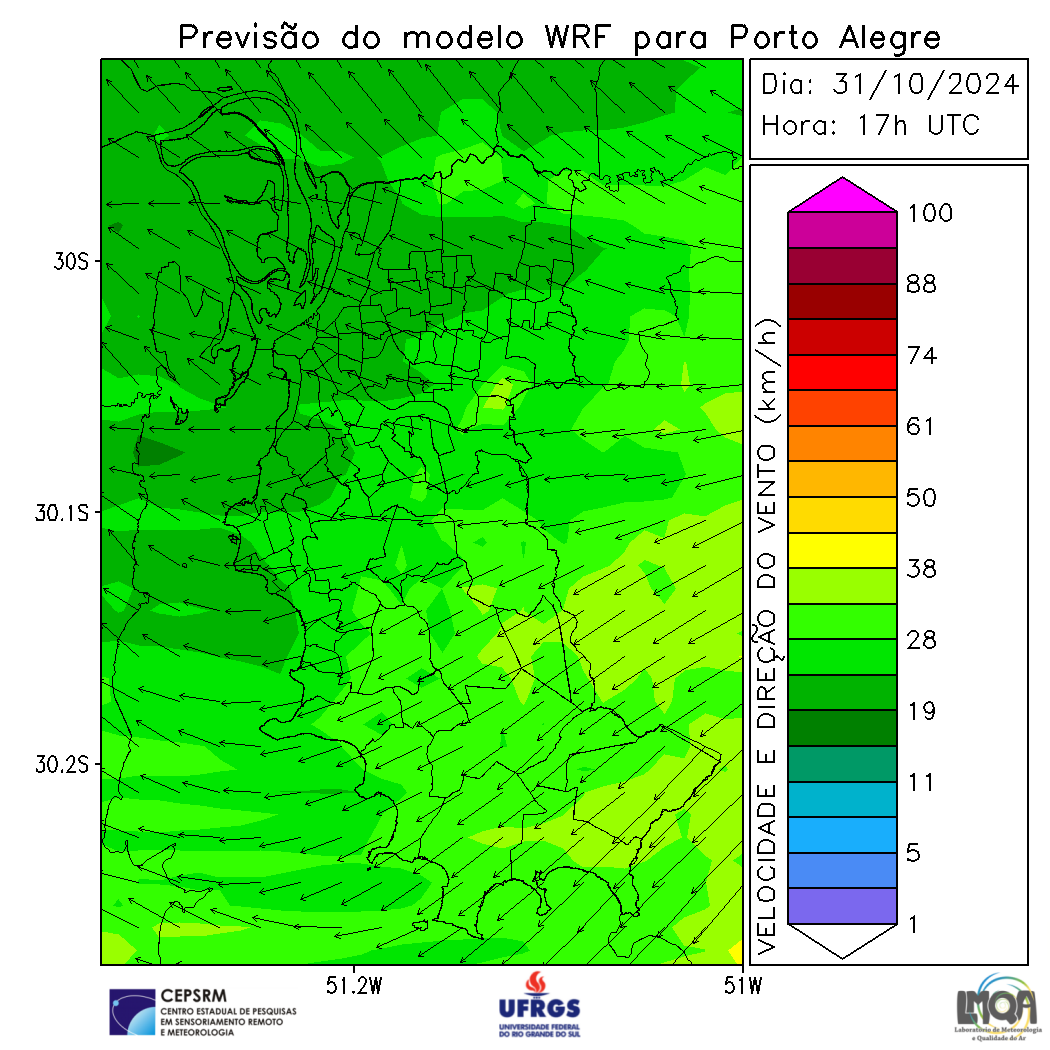 Previsão do modelo WRF para Porto Alegre
Dia: 31/10/2024
Hora: 17h UTC
30S
30.1S
30.2S
51.2W
51W
VELOCIDADE E DIREÇÃO DO VENTO (km/h)
100
88
74
61
50
38
28
19
11
5
1
CEPSRM
CENTRO ESTADUAL DE PESQUISAS
EM SENSORIAMENTO REMOTO
E METEOROLOGIA
UFRGS
UNIVERSIDADE FEDERAL
DO RIO GRANDE DO SUL
LMQA
Laboratório de Meteorologia
e Qualidade do Ar